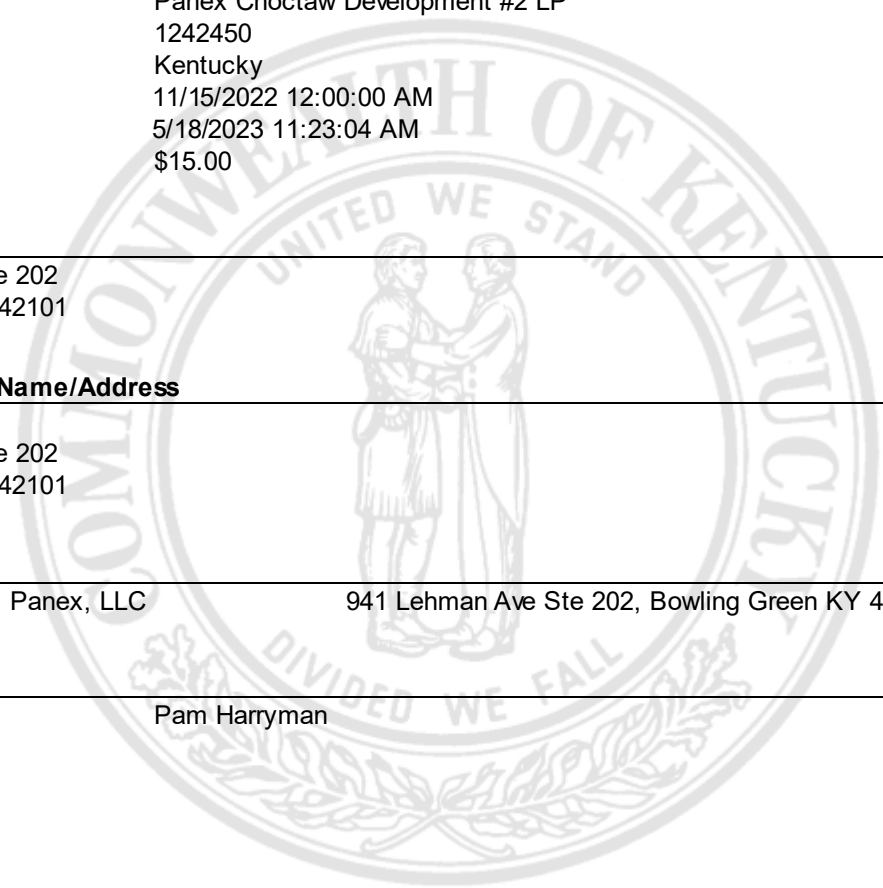 Panex Choctaw Development #2 LP
1242450
Kentucky
11/15/2022 12:00:00 AM
5/18/2023 11:23:04 AM
$15.00
COMMONWEALTH OF KENTUCKY
UNITED WE STAND
e 202
42101
Name/Address
e 202
42101
Panex, LLC 941 Lehman Ave Ste 202, Bowling Green KY 4
DIVIDED WE FALL
Pam Harryman